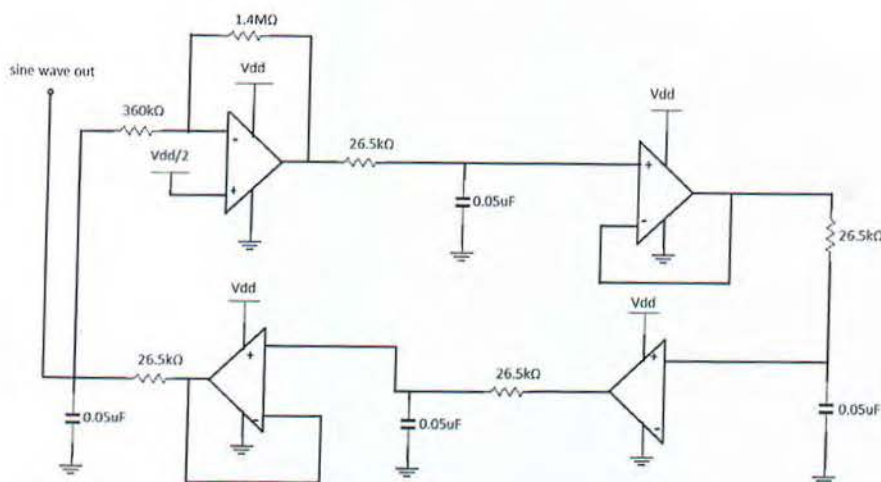 1.4MΩ
sine wave out
Vdd
Vdd
360kΩ
26.5kΩ
Vdd/2
-
+
+
-
0.05uF
26.5kΩ
Vdd
Vdd
26.5kΩ
26.5kΩ
+
+
0.05uF
0.05uF
0.05uF
-
-